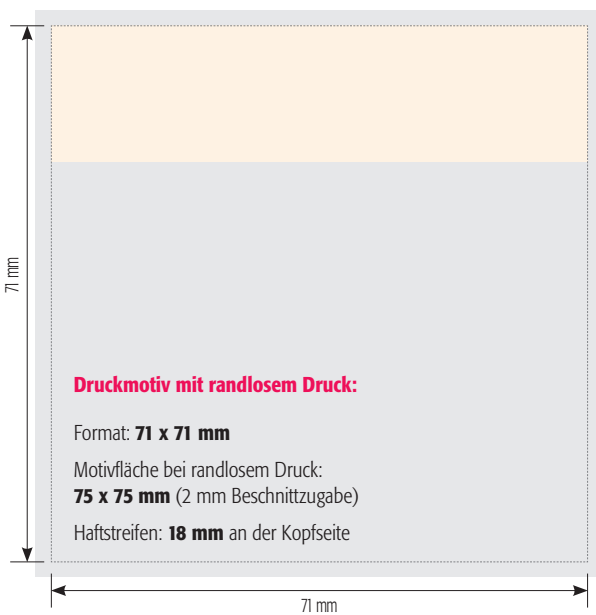 71 mm
Druckmotiv mit randlosem Druck:
Format: 71 x 71 mm
Motivfläche bei randlosem Druck:
75 x 75 mm (2 mm Beschnittzugabe)
Haftstreifen: 18 mm an der Kopfseite
71 mm